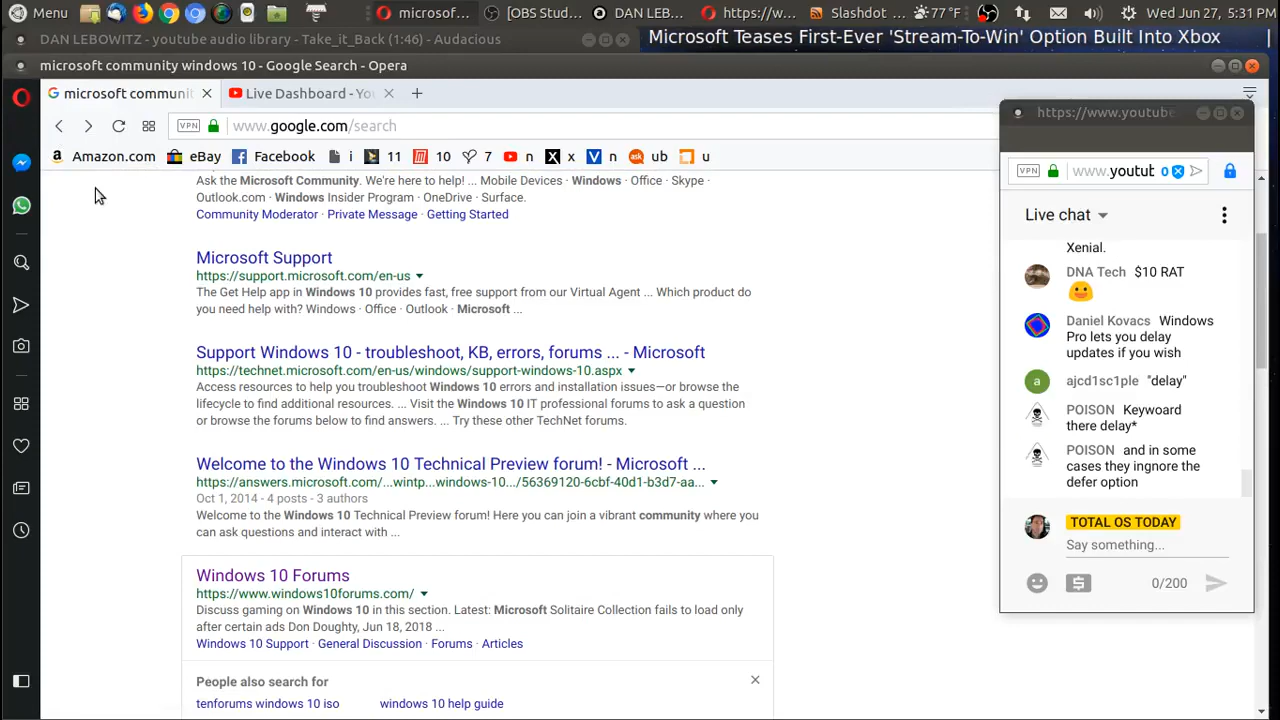 Menu
microsof...
[OBS Stud...
DAN LEB...
https://w...
Slashdot ...
77 °F
Wed Jun 27, 5:31 PM
DAN LEBOWITZ - youtube audio library - Take_it_Back (1:46) - Audacious
Microsoft Teases First-Ever 'Stream-To-Win' Option Built Into Xbox
microsoft community windows 10 - Google Search - Opera
microsoft communi
Live Dashboard - Yo
VPN
www.google.com/search
Amazon.com
eBay
Facebook
i
11
10
7
n
x
n
ub
u
Ask the Microsoft Community. We're here to help! ... Mobile Devices · Windows · Office · Skype ·
Outlook.com · Windows Insider Program · OneDrive · Surface.
Community Moderator · Private Message · Getting Started
Microsoft Support
https://support.microsoft.com/en-us
The Get Help app in Windows 10 provides fast, free support from our Virtual Agent ... Which product do
you need help with? Windows · Office · Outlook · Microsoft ...
Support Windows 10 - troubleshoot, KB, errors, forums ... - Microsoft
https://technet.microsoft.com/en-us/windows/support-windows-10.aspx
Access resources to help you troubleshoot Windows 10 errors and installation issues—or browse the
lifecycle to find additional resources. ... Visit the Windows 10 IT professional forums to ask a question
or browse the forums below to find answers. ... Try these other TechNet forums.
Welcome to the Windows 10 Technical Preview forum! - Microsoft ...
https://answers.microsoft.com/...wintp...windows-10.../56369120-6cbf-40d1-b3d7-aa...
Oct 1, 2014 - 4 posts - 3 authors
Welcome to the Windows 10 Technical Preview forum! Here you can join a vibrant community where you
can ask questions and interact with ...
Windows 10 Forums
https://www.windows10forums.com/
Discuss gaming on Windows 10 in this section. Latest: Microsoft Solitaire Collection fails to load only
after certain ads Don Doughty, Jun 18, 2018 ...
Windows 10 Support · General Discussion · Forums · Articles
People also search for
tenforums windows 10 iso
windows 10 help guide
https://www.youtube
VPN
www.youtut
0
Live chat
Xenial.
DNA Tech $10 RAT
Daniel Kovacs Windows
Pro lets you delay
updates if you wish
a
ajcd1sc1ple "delay"
POISON Keywoard
there delay*
POISON and in some
cases they ingnore the
defer option
TOTAL OS TODAY
Say something...
0/200